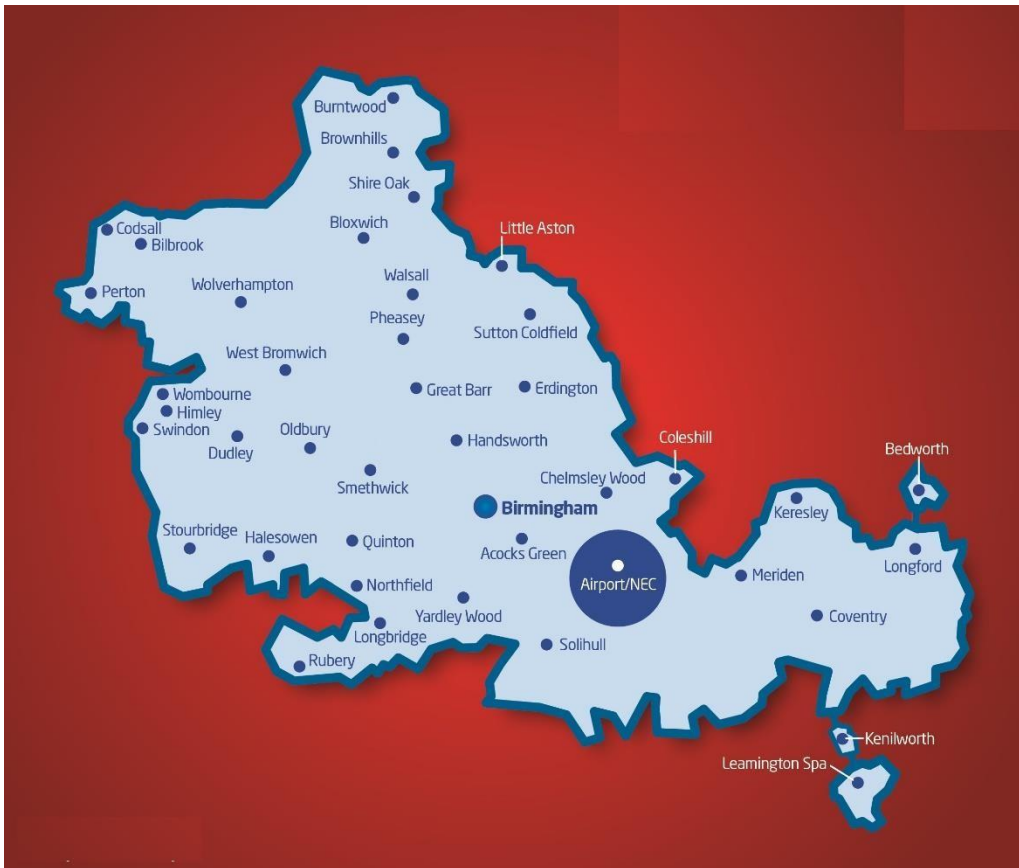 Burntwood
Brownhills
Shire Oak
Bloxwich
Little Aston
Codsall
Bilbrook
Walsall
Wolverhampton
Perton
Pheasey
Sutton Coldfield
West Bromwich
Great Barr
Erdington
Wombourne
Himley
Swindon
Oldbury
Handsworth
Coleshill
Dudley
Bedworth
Chelmsley Wood
Smethwick
Birmingham
Keresley
Stourbridge
Halesowen
Quinton
Acocks Green
Longford
Airport/NEC
Meriden
Northfield
Yardley Wood
Coventry
Longbridge
Solihull
Rubery
Kenilworth
Leamington Spa